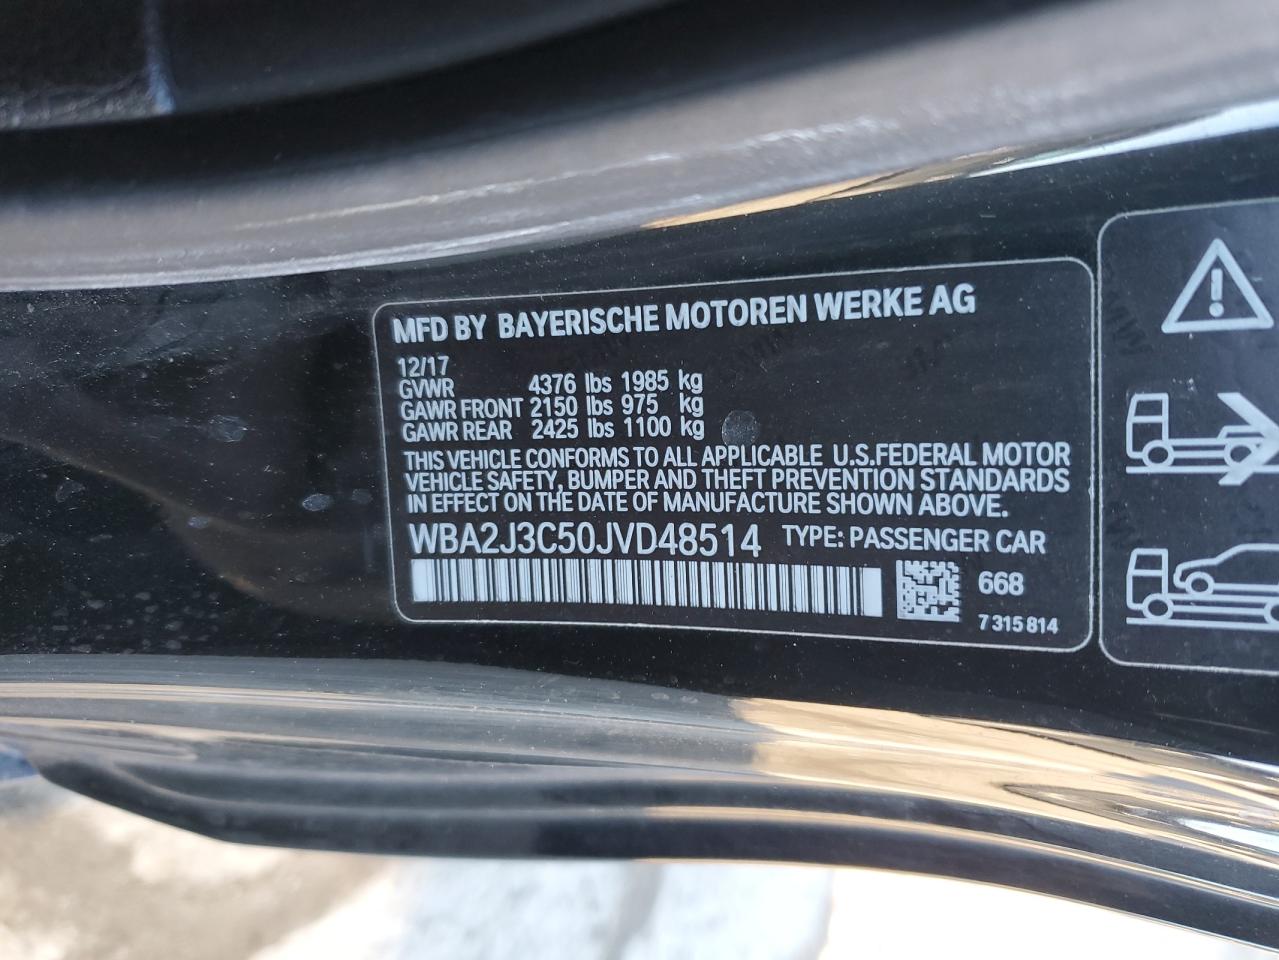 MFD BY BAYERISCHE MOTOREN WERKE AG
12/17
GVWR 4376 lbs 1985 kg
GAWR FRONT 2150 lbs 975 kg
GAWR REAR 2425 lbs 1100 kg
THIS VEHICLE CONFORMS TO ALL APPLICABLE U.S.FEDERAL MOTOR
VEHICLE SAFETY, BUMPER AND THEFT PREVENTION STANDARDS
IN EFFECT ON THE DATE OF MANUFACTURE SHOWN ABOVE.
WBA2J3C50JVD48514 TYPE: PASSENGER CAR
668
7 315 814